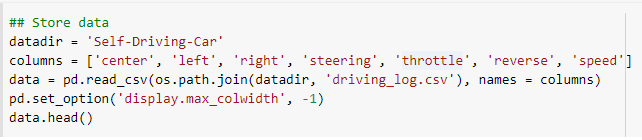 ## Store data
datadir = 'Self-Driving-Car'
columns = ['center', 'left', 'right', 'steering', 'throttle', 'reverse', 'speed']
data = pd.read_csv(os.path.join(datadir, 'driving_log.csv'), names = columns)
pd.set_option('display.max_colwidth', -1)
data.head()